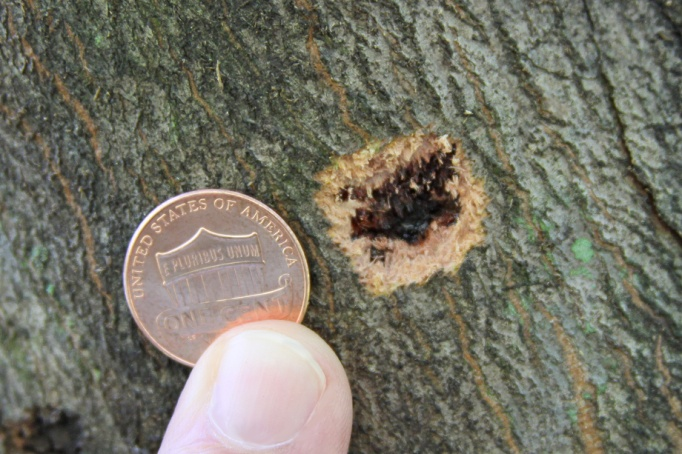 UNITED STATES OF AMERICA
E PLURIBUS UNUM
ONE CENT